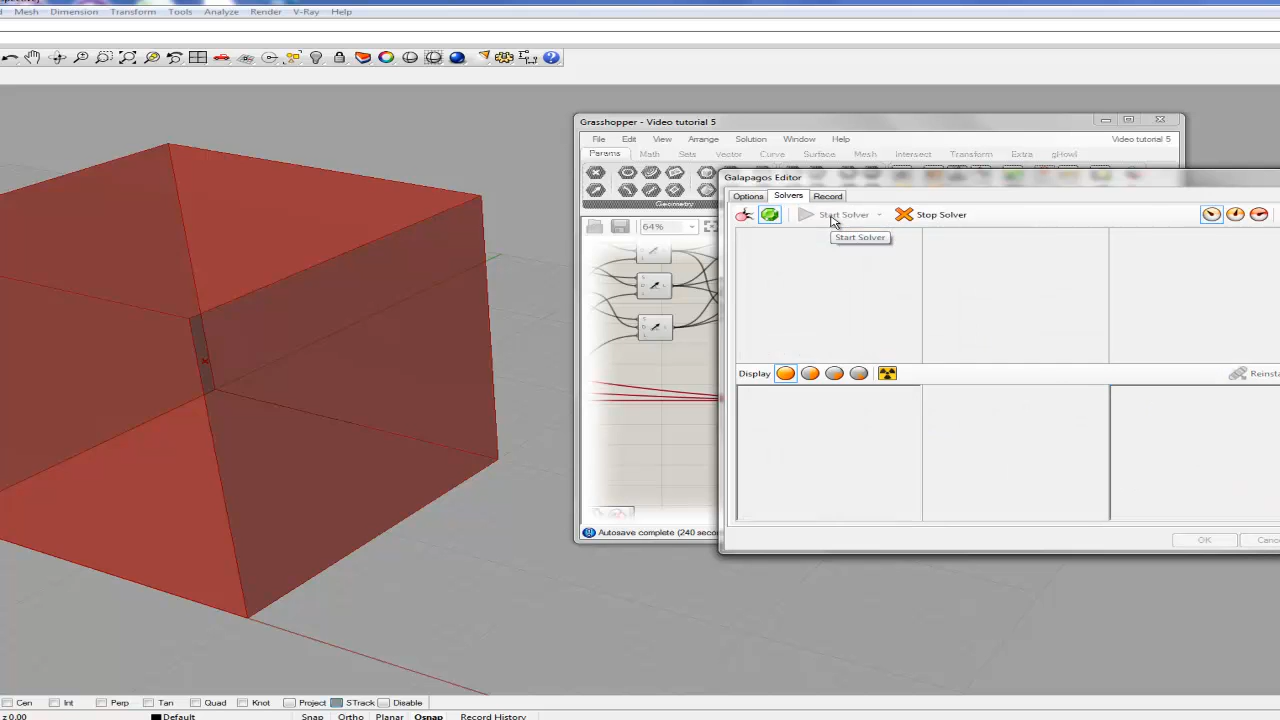 Mesh Dimension Transform Tools Analyze Render V-Ray Help
Grasshopper - Video tutorial 5
File Edit View Arrange Solution Window Help Video tutorial 5
Params Math Sets Vector Curve Surface Mesh Intersect Transform Extra gHowl
Galapagos Editor
Options Solvers Record
Geometry
Start Solver Stop Solver
64%
Start Solver
Display
OK
Autosave complete (240 seco
Cen Int Perp Tan Quad Knot Project STrack Disable
z 0.00 Default Snap Ortho Planar Osnap Record History